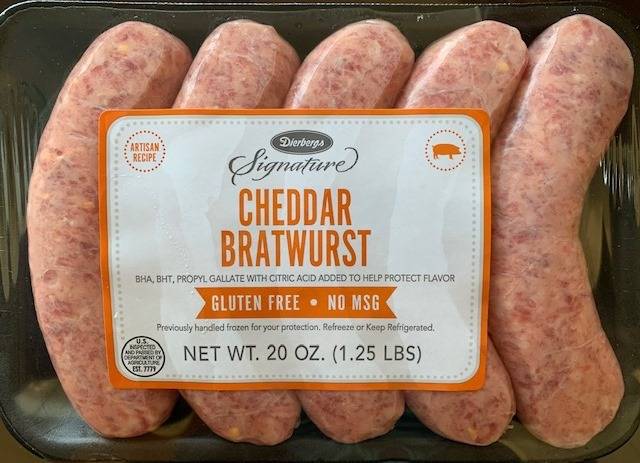 ARTISAN
RECIPE
Dierbergs
Signature
CHEDDAR
BRATWURST
BHA, BHT, PROPYL GALLATE WITH CITRIC ACID ADDED TO HELP PROTECT FLAVOR
GLUTEN FREE • NO MSG
Previously handled frozen for your protection. Refreeze or Keep Refrigerated.
U.S.
INSPECTED
AND PASSED BY
DEPARTMENT OF
AGRICULTURE
EST. 7779
NET WT. 20 OZ. (1.25 LBS)